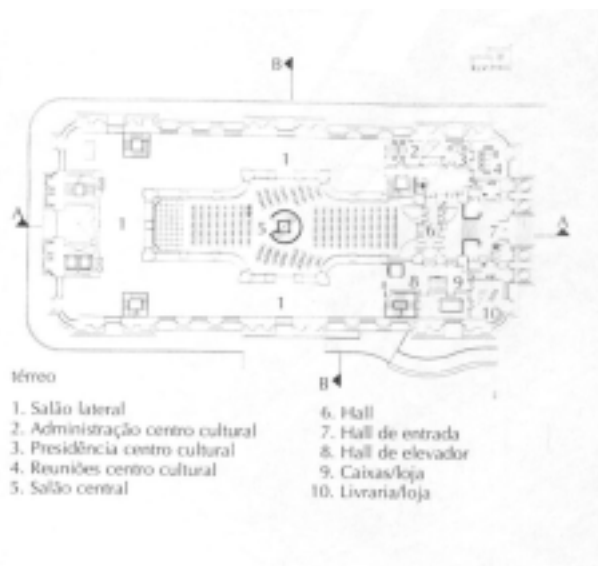 B
1
2
3
4
A
1
5
6
7
A
8
9
1
10
B
térreo
1. Salão lateral
2. Administração centro cultural
3. Presidência centro cultural
4. Reuniões centro cultural
5. Salão central
6. Hall
7. Hall de entrada
8. Hall de elevador
9. Caixas/loja
10. Livraria/loja